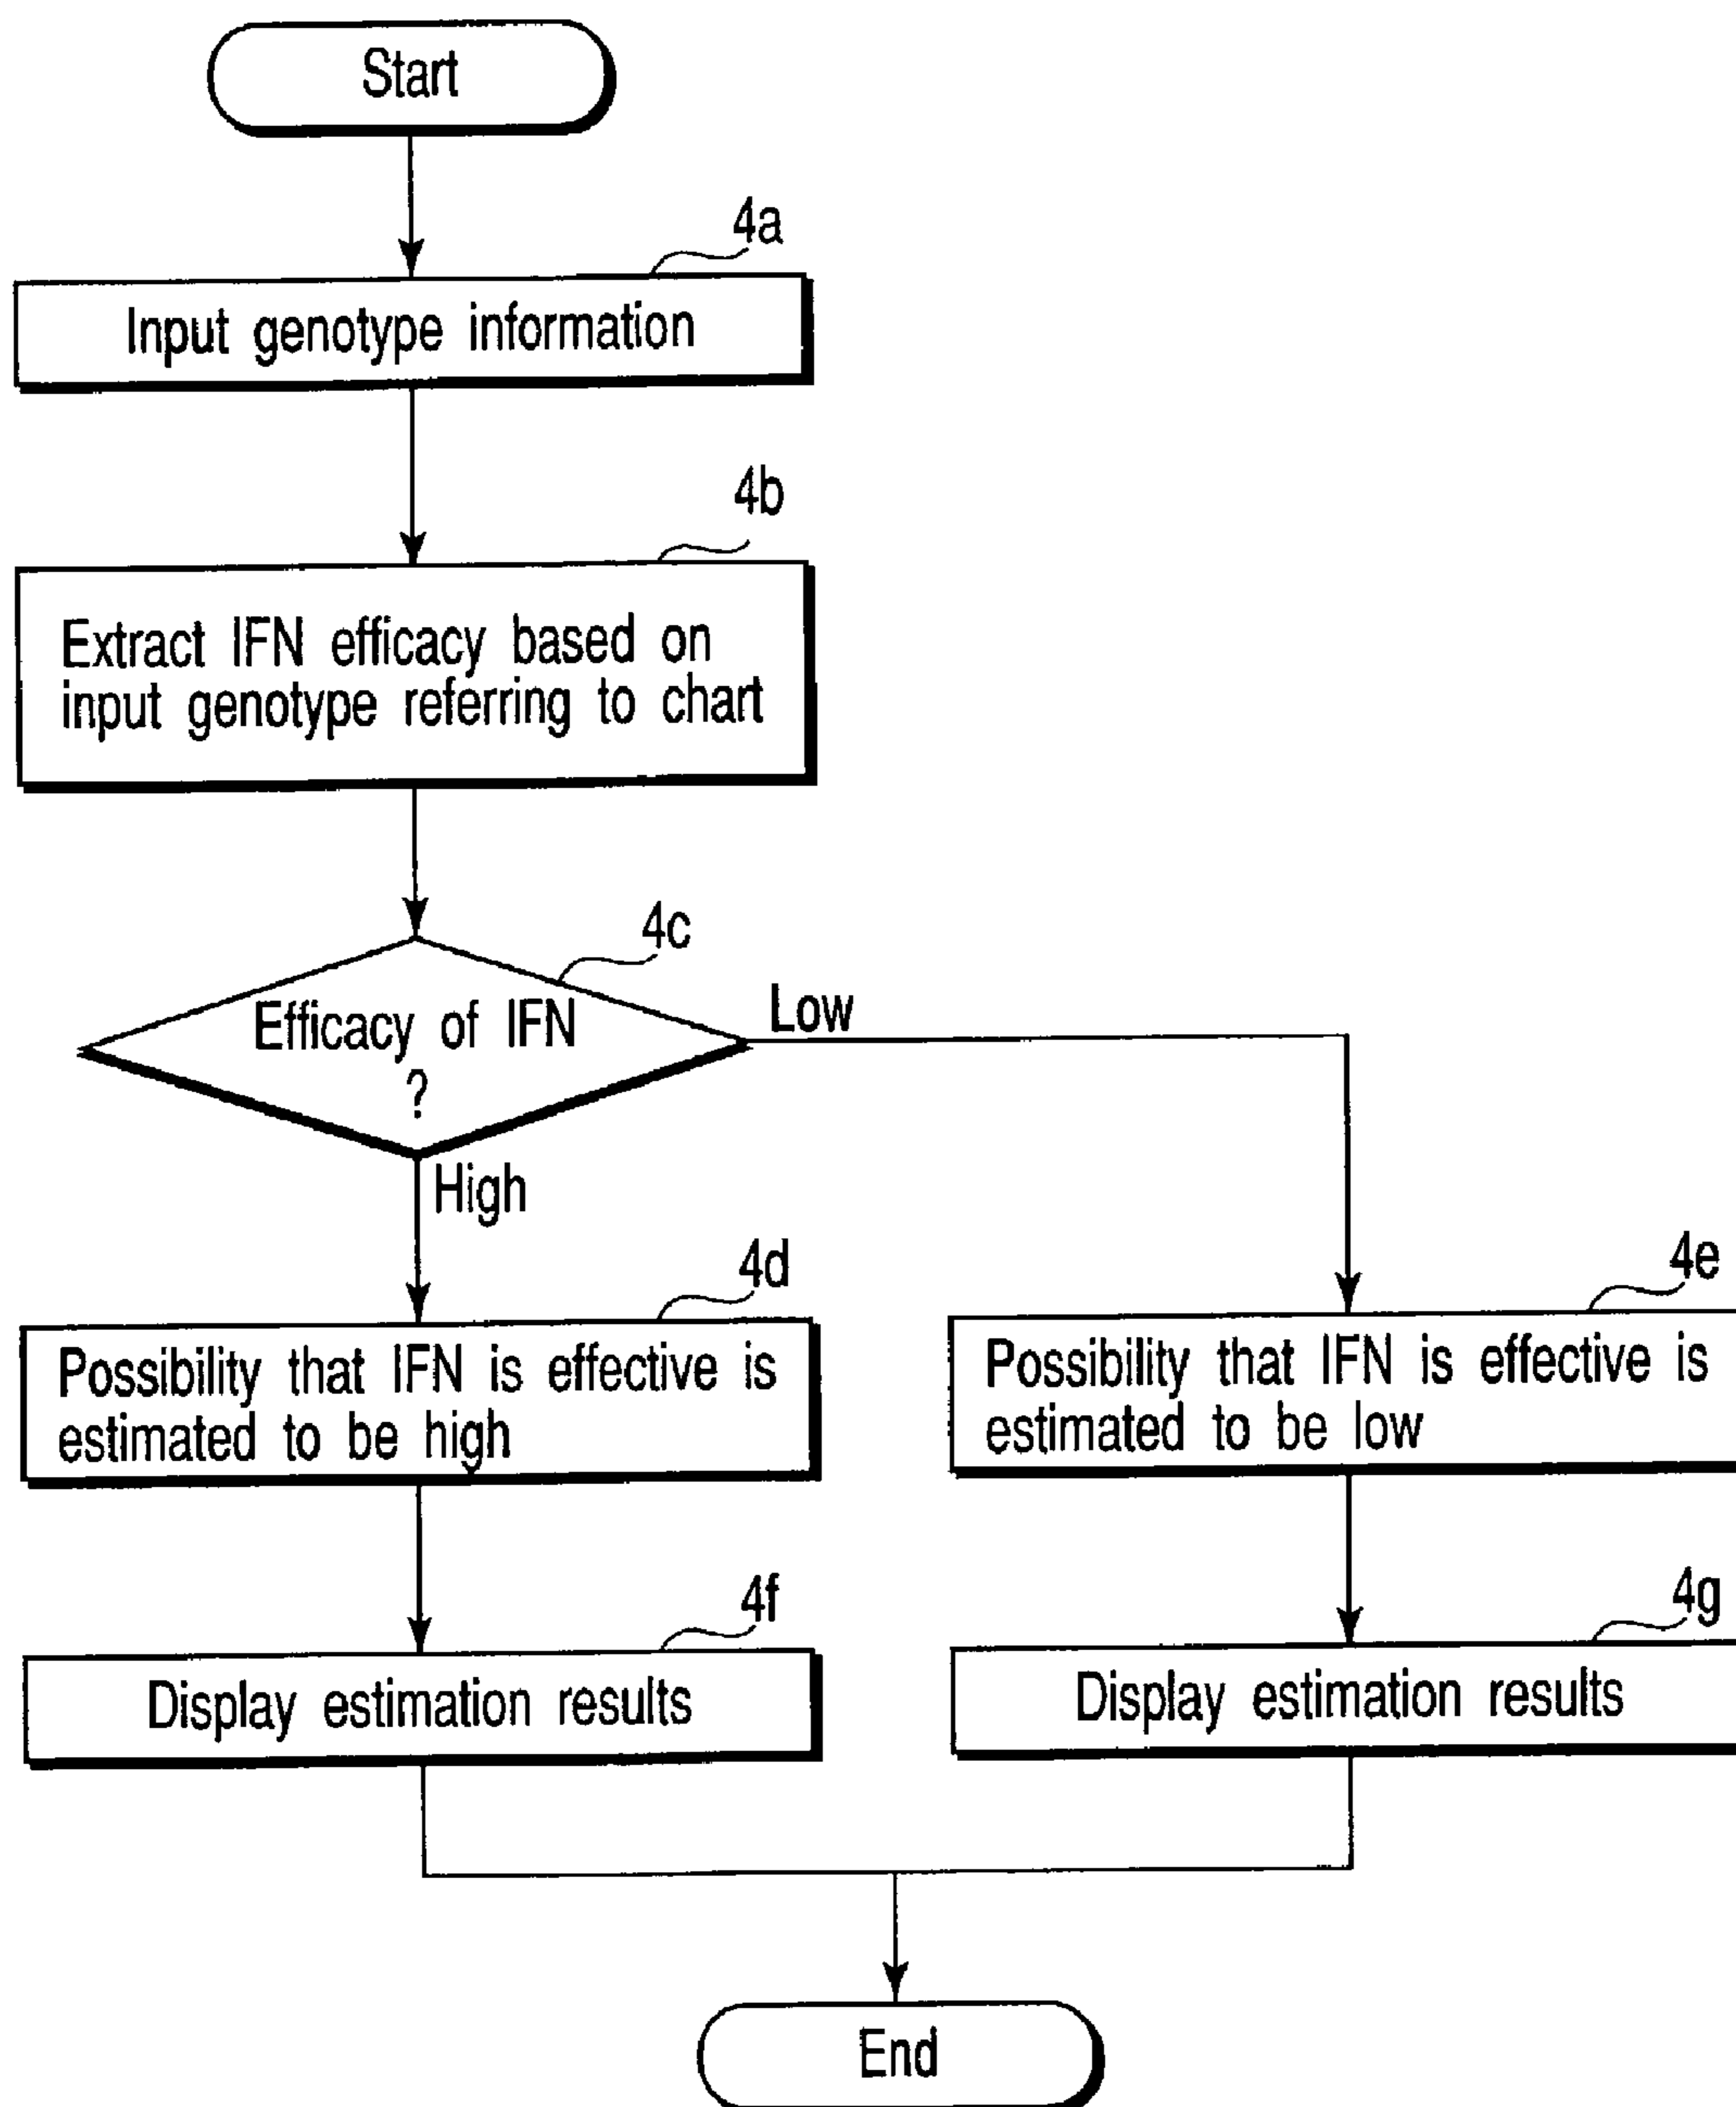 Start
4a
Input genotype information
4b
Extract IFN efficacy based on
input genotype referring to chart
4c
Efficacy of IFN
?
Low
High
4d
Possibility that IFN is effective is
estimated to be high
4e
Possibility that IFN is effective is
estimated to be low
4f
Display estimation results
4g
Display estimation results
End